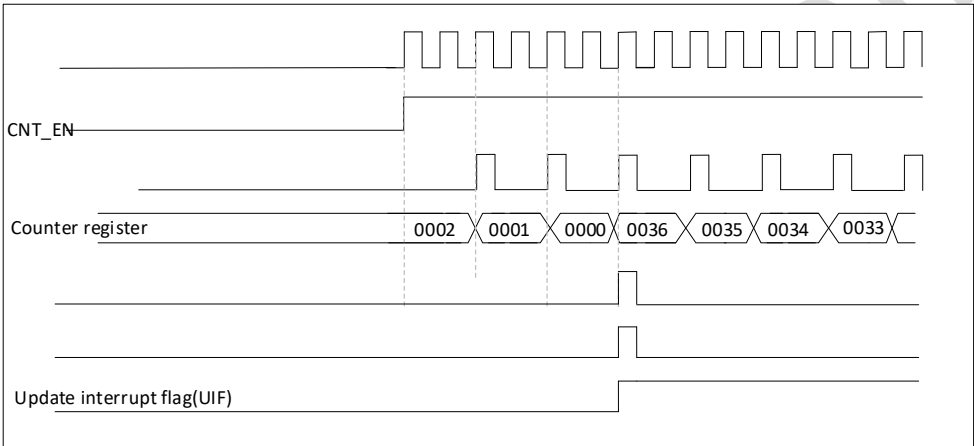 CNT_EN
Counter register 0002 0001 0000 0036 0035 0034 0033
Update interrupt flag(UIF)